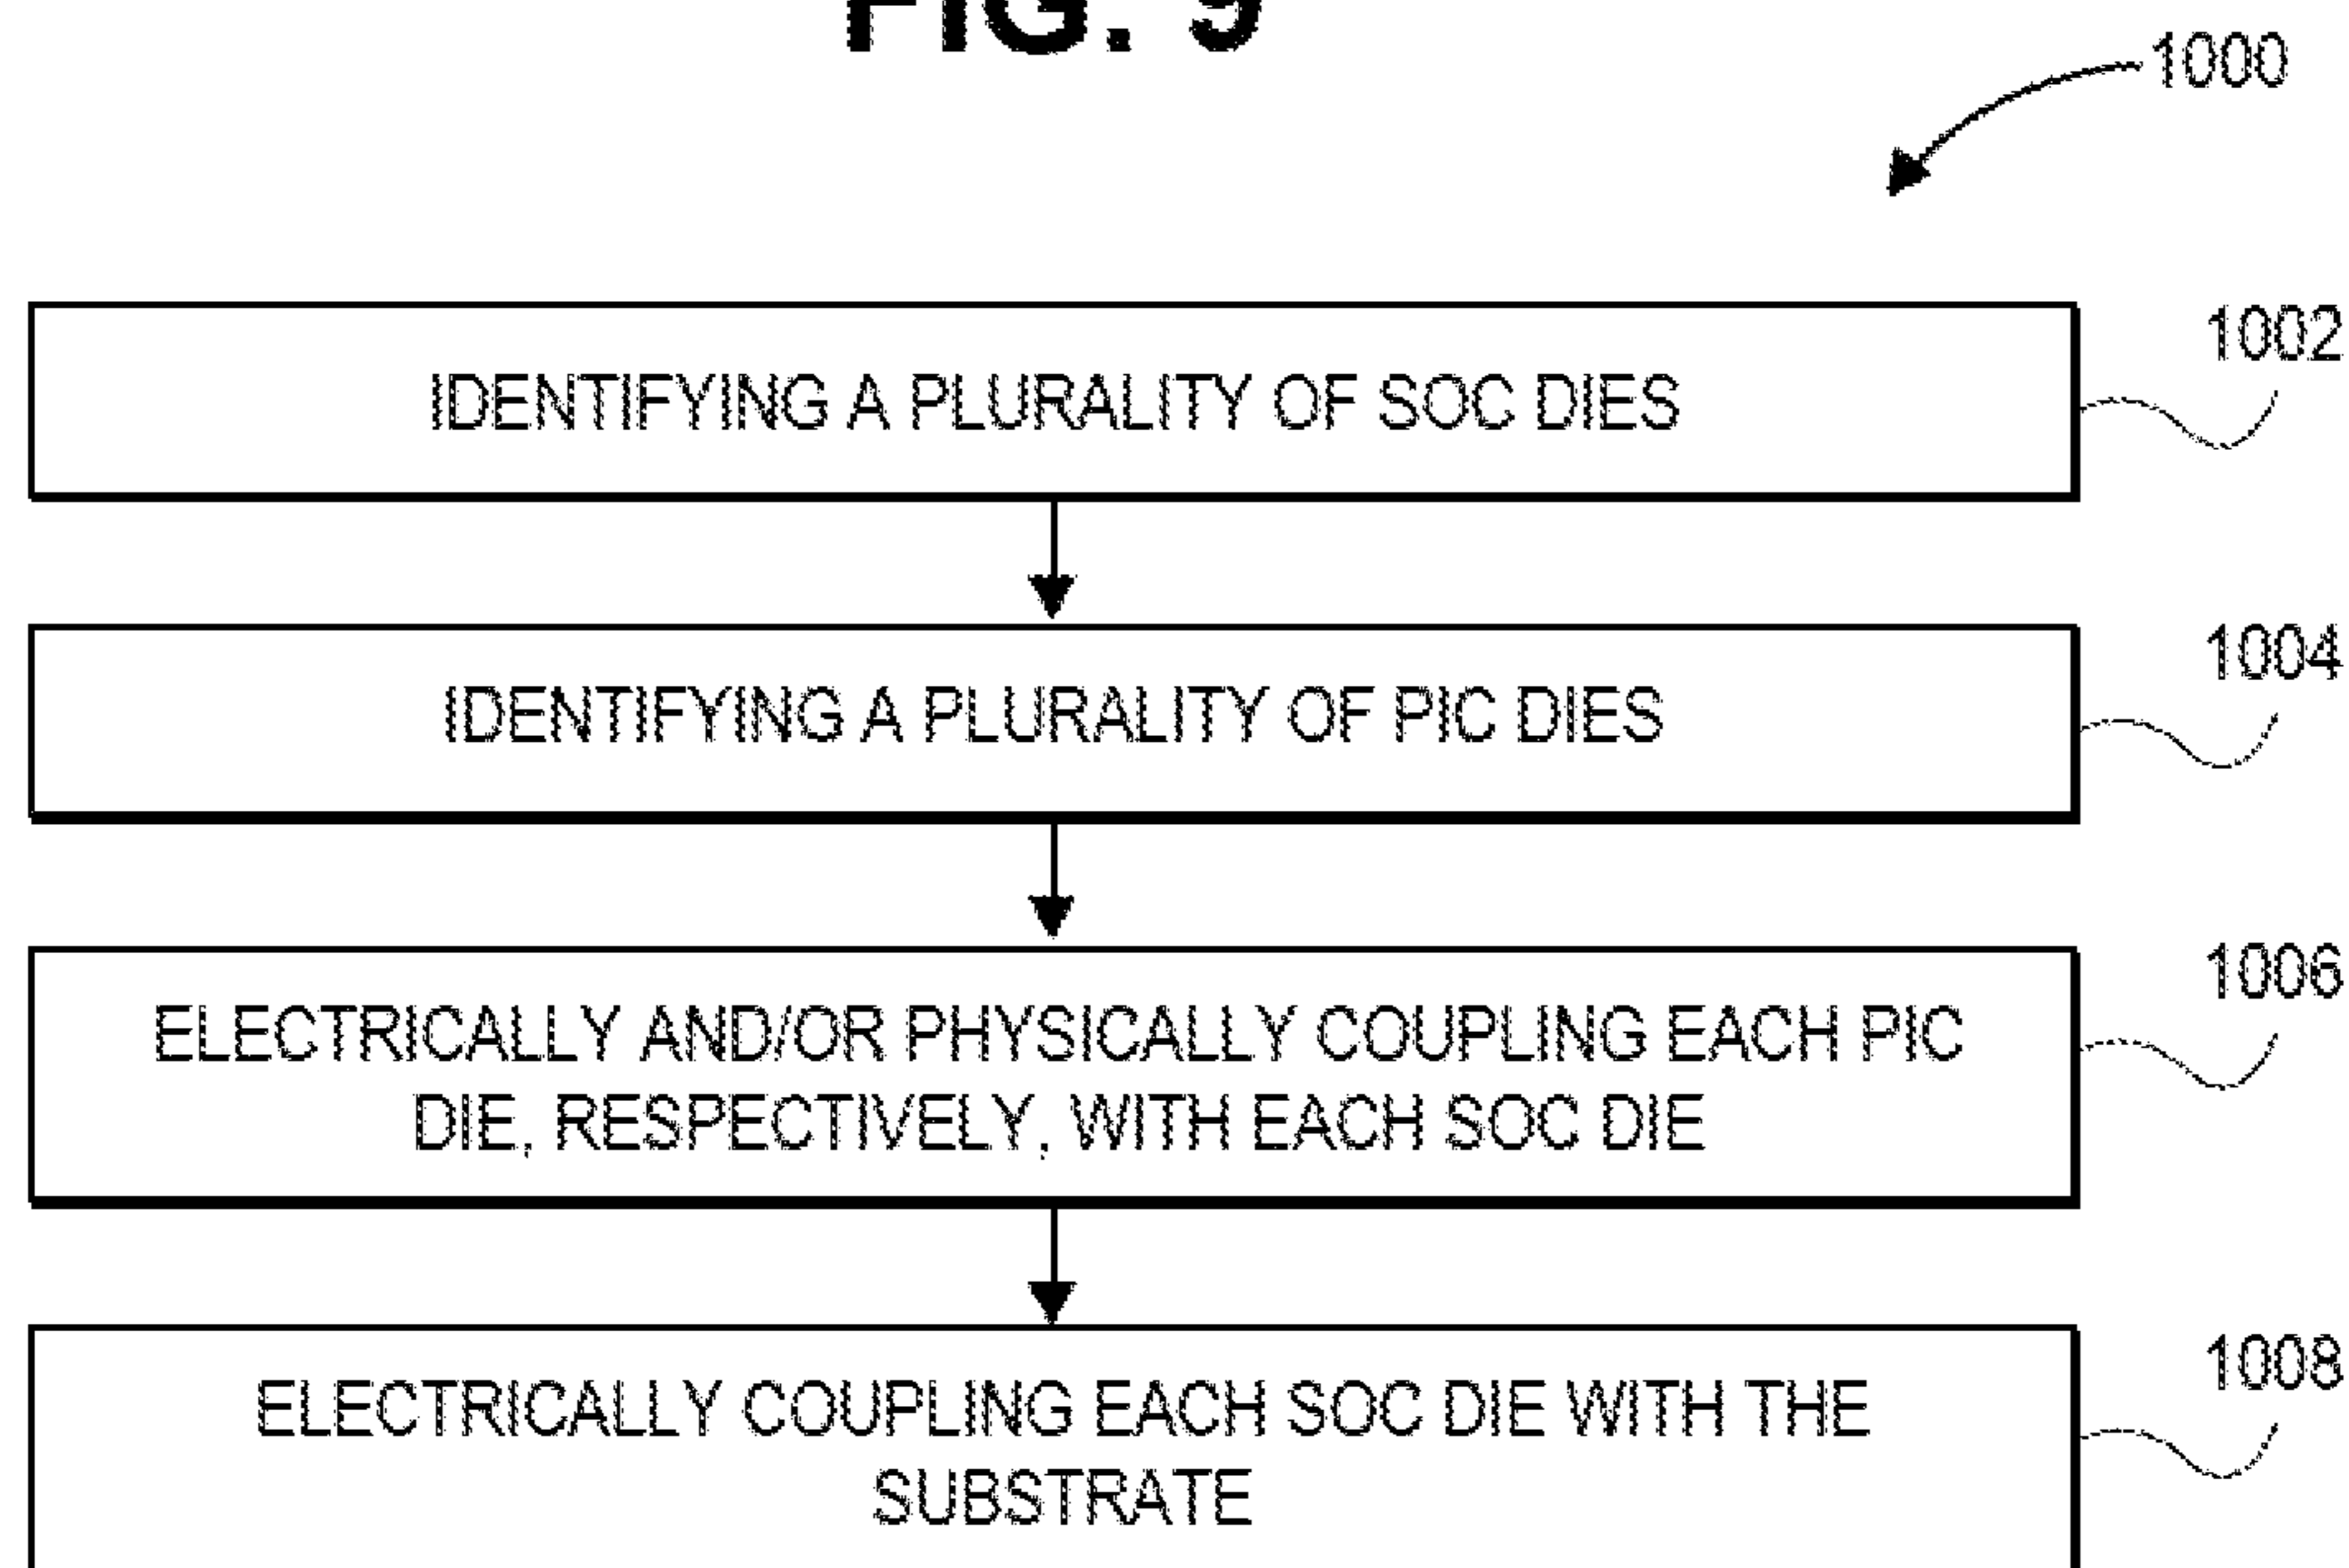 FIG. 9
1000
1002
IDENTIFYING A PLURALITY OF SOC DIES
1004
IDENTIFYING A PLURALITY OF PIC DIES
1006
ELECTRICALLY AND/OR PHYSICALLY COUPLING EACH PIC
DIE, RESPECTIVELY, WITH EACH SOC DIE
1008
ELECTRICALLY COUPLING EACH SOC DIE WITH THE
SUBSTRATE